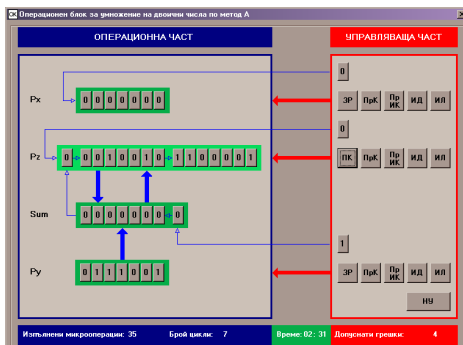 Операционен блок за умножение на двоични числа по метод А
ОПЕРАЦИОННА ЧАСТ
УПРАВЛЯВАЩА ЧАСТ
0
Px 0 0 0 0 0 0 0
ЗР ПрК Пр ИК ИД ИЛ
0
Pz 0 0 0 1 0 0 1 0 1 1 0 0 0 0 1
ПК ПрК Пр ИК ИД ИЛ
Sum 0 0 0 0 0 0 0 0
1
Py 0 1 1 1 0 0 1
ЗР ПрК Пр ИК ИД ИЛ
НУ
Изпълнени микрооперации: 35 Брой цикли: 7 Време: 02: 31 Допуснати грешки: 4